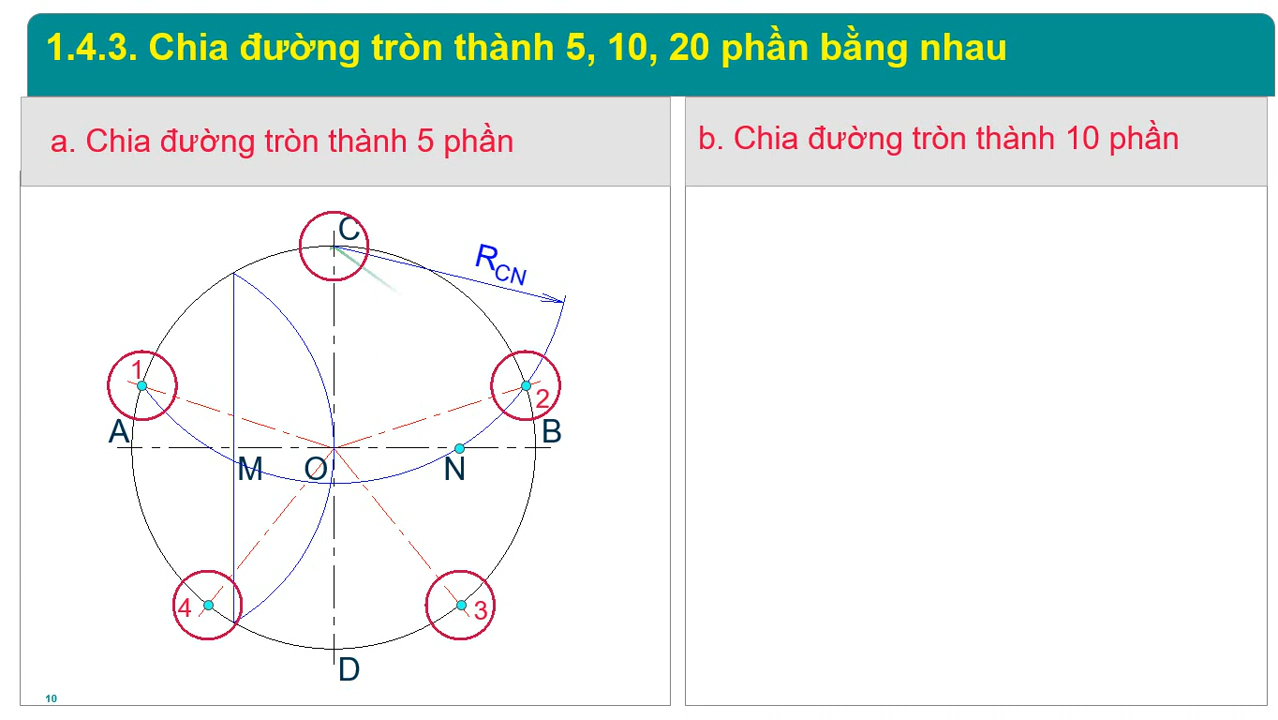 1.4.3. Chia đường tròn thành 5, 10, 20 phần bằng nhau
a. Chia đường tròn thành 5 phần
b. Chia đường tròn thành 10 phần
C
R_CN
1
2
A
B
M
O
N
4
3
D
10